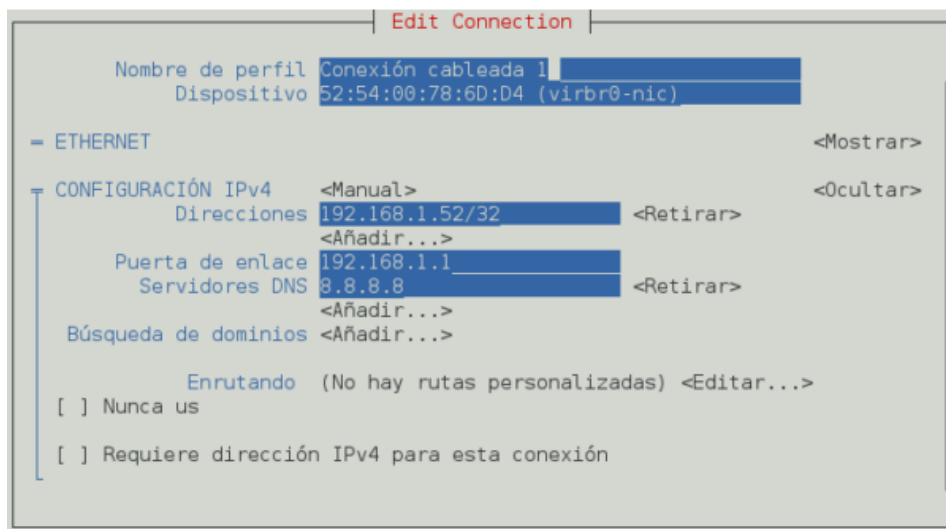 Edit Connection
Nombre de perfil Conexión cableada 1
Dispositivo 52:54:00:78:6D:D4 (virbr0-nic)
ETHERNET <Mostrar>
CONFIGURACIÓN IPv4 <Manual> <Ocultar>
Direcciones 192.168.1.52/32 <Retirar>
<Añadir...>
Puerta de enlace 192.168.1.1
Servidores DNS 8.8.8.8 <Retirar>
<Añadir...>
Búsqueda de dominios <Añadir...>
Enrutando (No hay rutas personalizadas) <Editar...>
[ ] Nunca us
[ ] Requiere dirección IPv4 para esta conexión